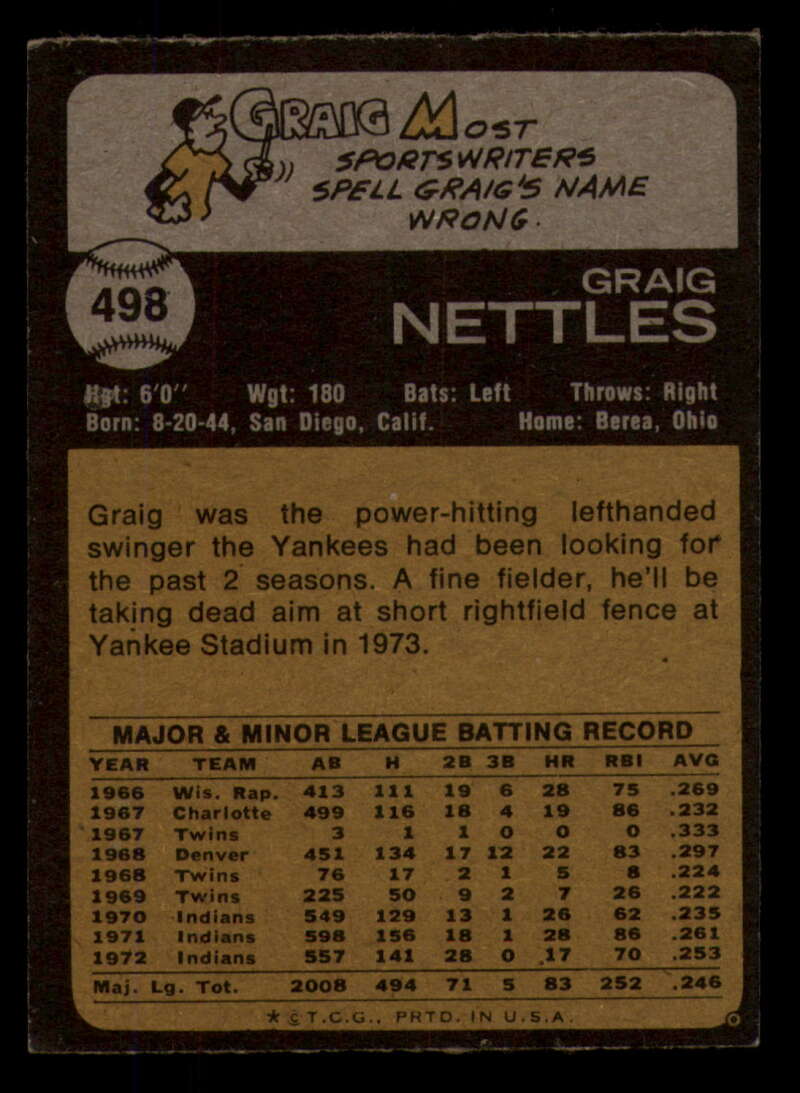 GRAIG MOST
SPORTSWRITERS
SPELL GRAIG'S NAME
WRONG.
498
GRAIG
NETTLES
Hgt: 6'0" Wgt: 180 Bats: Left Throws: Right
Born: 8-20-44, San Diego, Calif. Home: Berea, Ohio
Graig was the power-hitting lefthanded
swinger the Yankees had been looking for
the past 2 seasons. A fine fielder, he'll be
taking dead aim at short rightfield fence at
Yankee Stadium in 1973.
MAJOR & MINOR LEAGUE BATTING RECORD
YEAR TEAM AB H 2B 3B HR RBI AVG
1966 Wis. Rap. 413 111 19 6 28 75 .269
1967 Charlotte 499 116 18 4 19 86 .232
1967 Twins 3 1 1 0 0 0 .333
1968 Denver 451 134 17 12 22 83 .297
1968 Twins 76 17 2 1 5 8 .224
1969 Twins 225 50 9 2 7 26 .222
1970 Indians 549 129 13 1 26 62 .235
1971 Indians 598 156 18 1 28 86 .261
1972 Indians 557 141 28 0 17 70 .253
Maj. Lg. Tot. 2008 494 71 5 83 252 .246
* © T.C.G., PRTD. IN U.S.A.